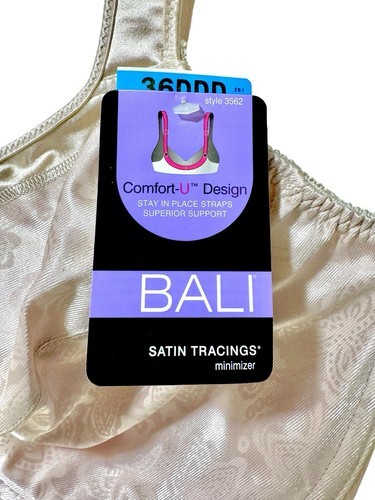 36DDD
style 3562
Comfort-U™ Design
STAY IN PLACE STRAPS
SUPERIOR SUPPORT
BALI
SATIN TRACINGS®
minimizer